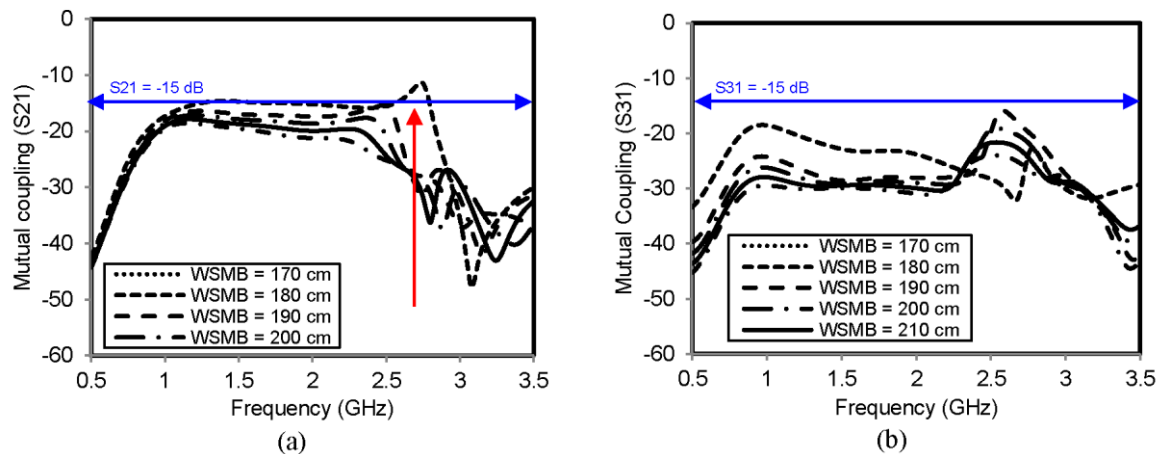 0
-10
-20
-30
-40
-50
-60
Mutual coupling (S21)
S21 = -15 dB
WSMB = 170 cm
WSMB = 180 cm
WSMB = 190 cm
WSMB = 200 cm
0.5 1 1.5 2 2.5 3 3.5
Frequency (GHz)
(a)
0
-10
-20
-30
-40
-50
-60
Mutual Coupling (S31)
S31 = -15 dB
WSMB = 170 cm
WSMB = 180 cm
WSMB = 190 cm
WSMB = 200 cm
WSMB = 210 cm
0.5 1 1.5 2 2.5 3 3.5
Frequency (GHz)
(b)